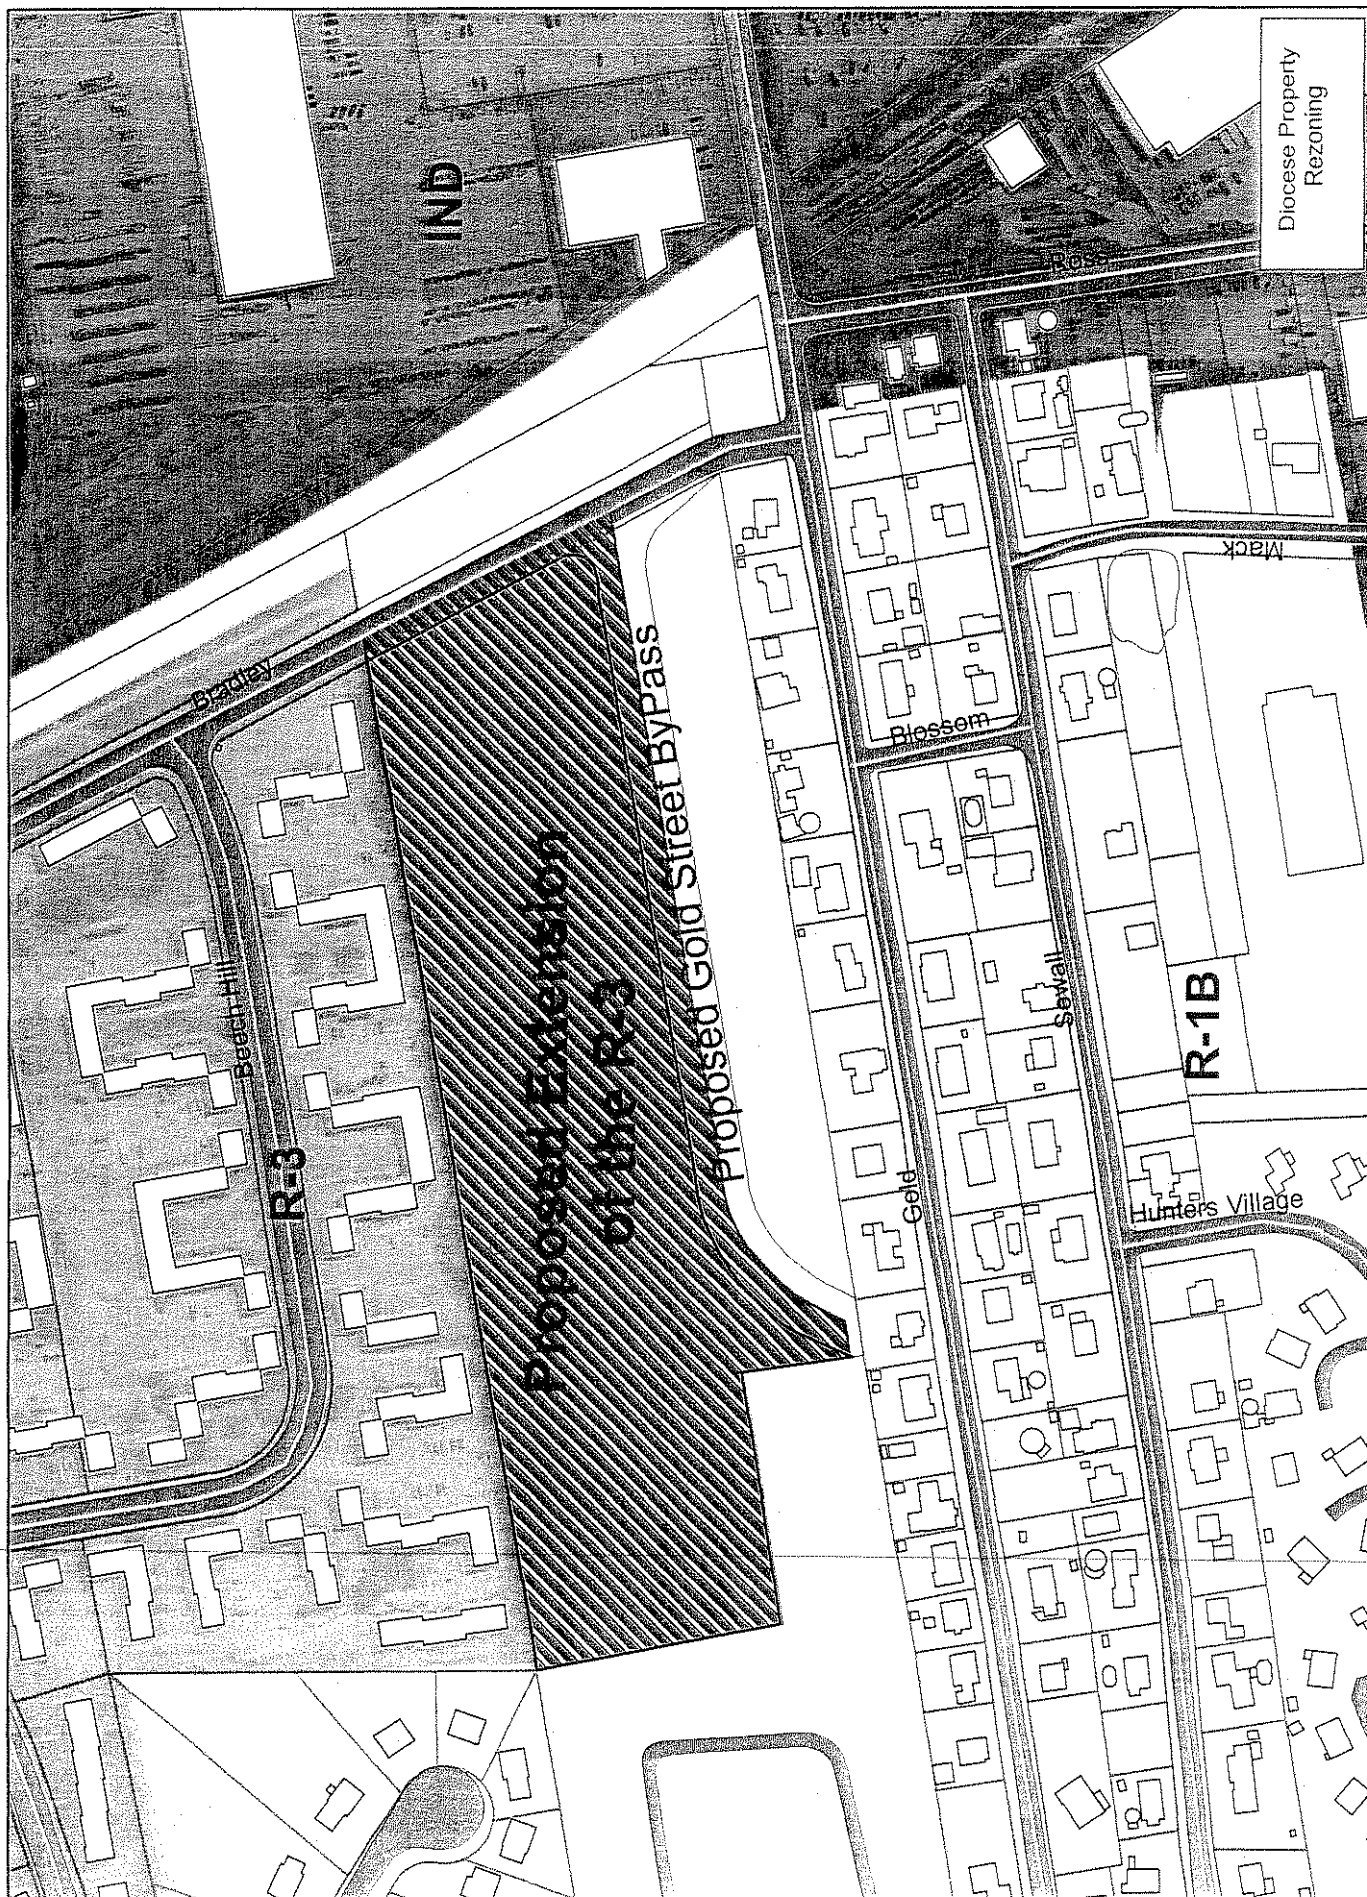 Diocese Property
Rezoning
IND
Ross
Bradley
Mack
Proposed Gold Street ByPass
Blossom
Proposed Extension
of the R-3
Beech Hill
R-3
Sewall
R-1B
Gold
Hunters Village